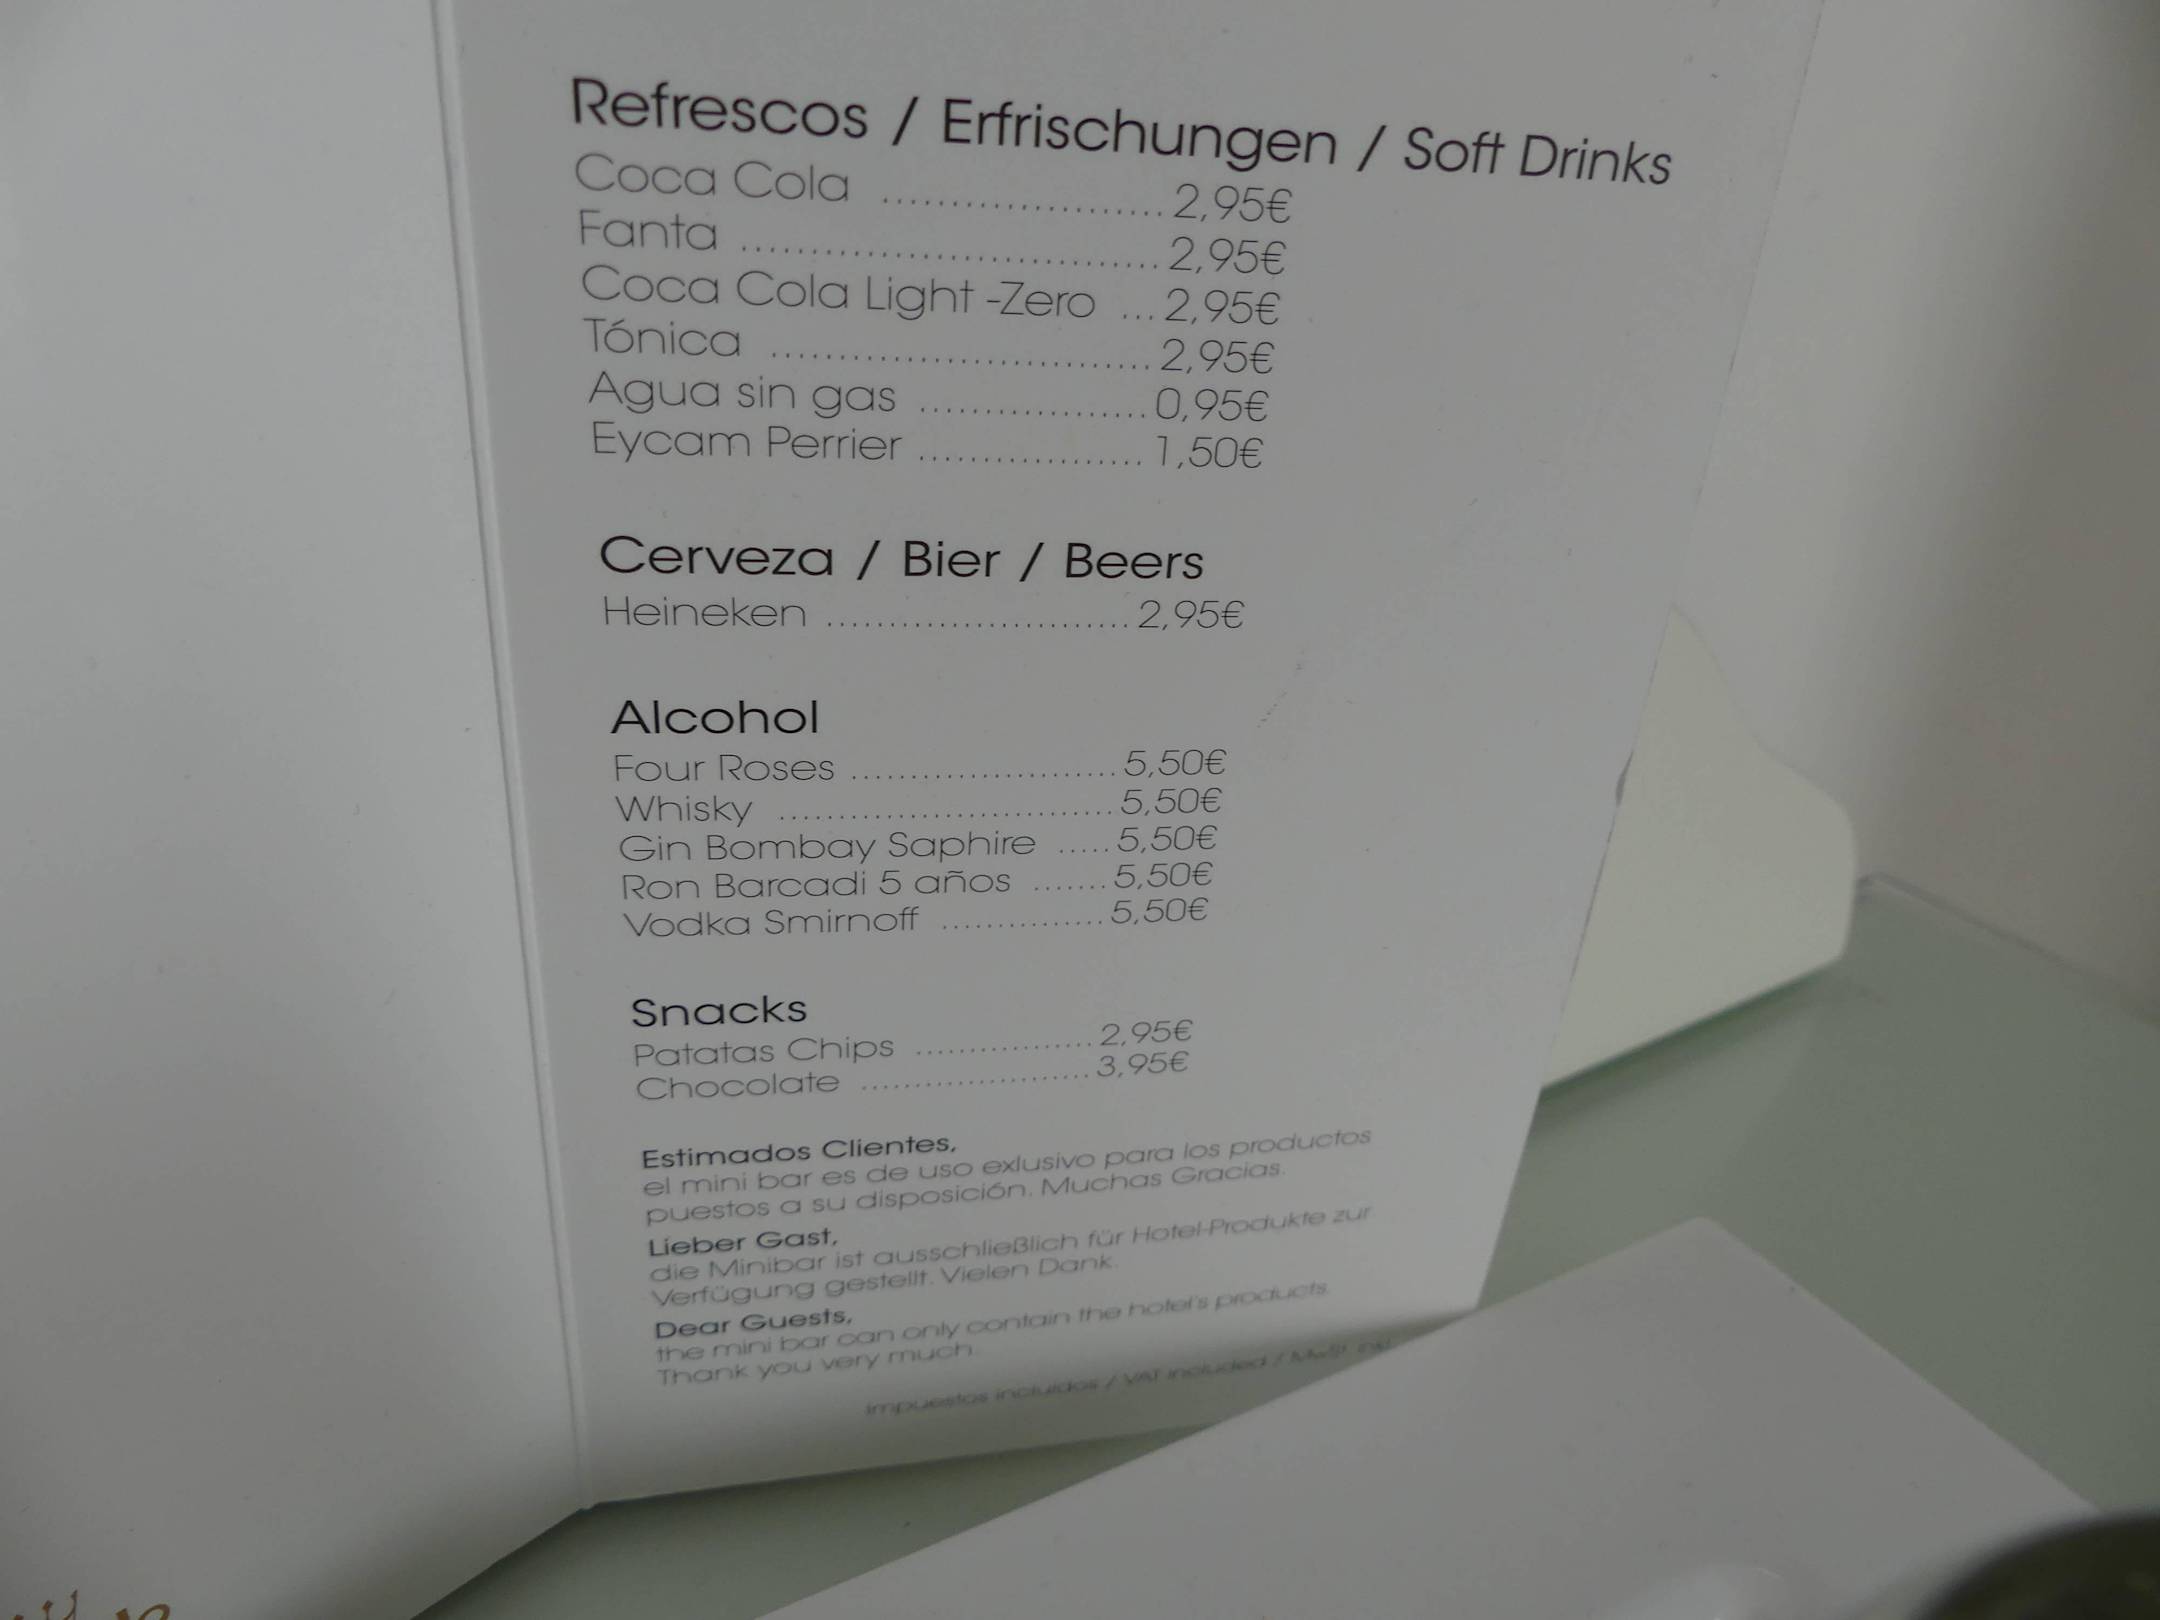 Refrescos / Erfrischungen / Soft Drinks
Coca Cola ........................ 2,95€
Fanta .................................. 2,95€
Coca Cola Light -Zero ... 2,95€
Tónica ................................ 2,95€
Agua sin gas ................... 0,95€
Eycam Perrier ................... 1,50€
Cerveza / Bier / Beers
Heineken ......................... 2,95€
Alcohol
Four Roses ....................... 5,50€
Whisky ............................. 5,50€
Gin Bombay Saphire ..... 5,50€
Ron Barcadi 5 años ....... 5,50€
Vodka Smirnoff .............. 5,50€
Snacks
Patatas Chips ................. 2,95€
Chocolate ...................... 3,95€
Estimados Clientes,
el mini bar es de uso exlusivo para los productos
puestos a su disposición. Muchas Gracias.
Lieber Gast,
die Minibar ist ausschließlich für Hotel-Produkte zur
Verfügung gestellt. Vielen Dank.
Dear Guests,
the mini bar can only contain the hotel's products.
Thank you very much
Impuestos incluidos / VAT included / MwSt